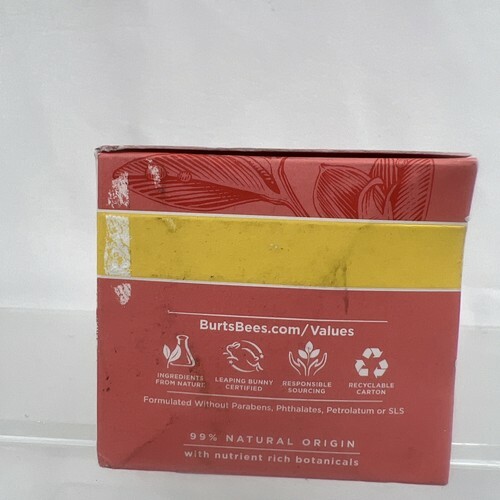 BurtsBees.com/Values
INGREDIENTS FROM NATURE
LEAPING BUNNY CERTIFIED
RESPONSIBLE SOURCING
RECYCLABLE CARTON
Formulated Without Parabens, Phthalates, Petrolatum or SLS
99% NATURAL ORIGIN
with nutrient rich botanicals